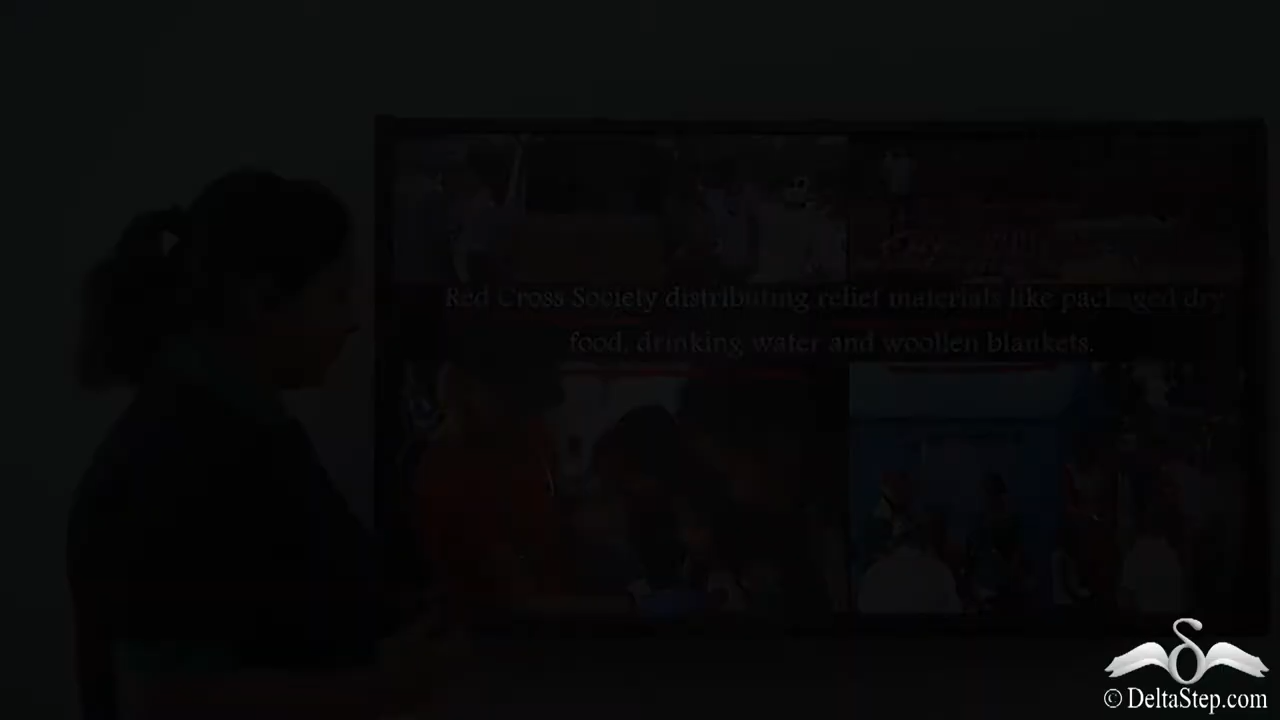 Red Cross Society distributing relief materials like packaged dry
food, drinking water and woollen blankets.
© DeltaStep.com